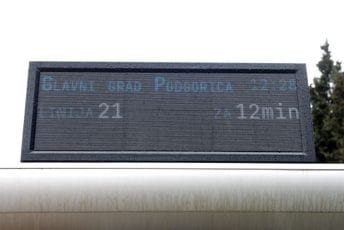 GLAVNI GRAD PODGORICA 12:28
LINIJA 21 ZA 12min